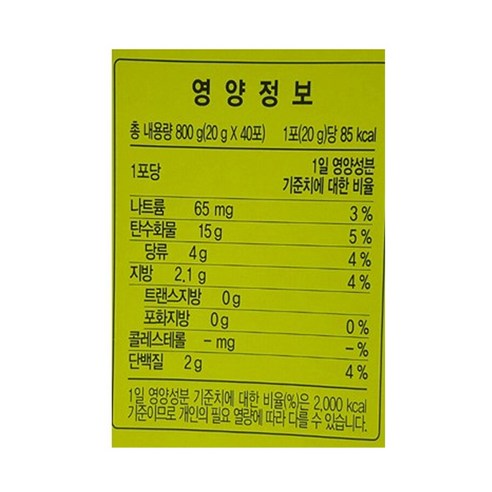 영양정보
총 내용량 800 g(20 g X 40포) 1포(20 g)당 85 kcal
1포당 1일 영양성분
기준치에 대한 비율
나트륨 65 mg 3 %
탄수화물 15 g 5 %
당류 4 g 4 %
지방 2.1 g 4 %
트랜스지방 0 g
포화지방 0 g 0 %
콜레스테롤 – mg – %
단백질 2 g 4 %
1일 영양성분 기준치에 대한 비율(%)은 2,000 kcal
기준이므로 개인의 필요 열량에 따라 다를 수 있습니다.